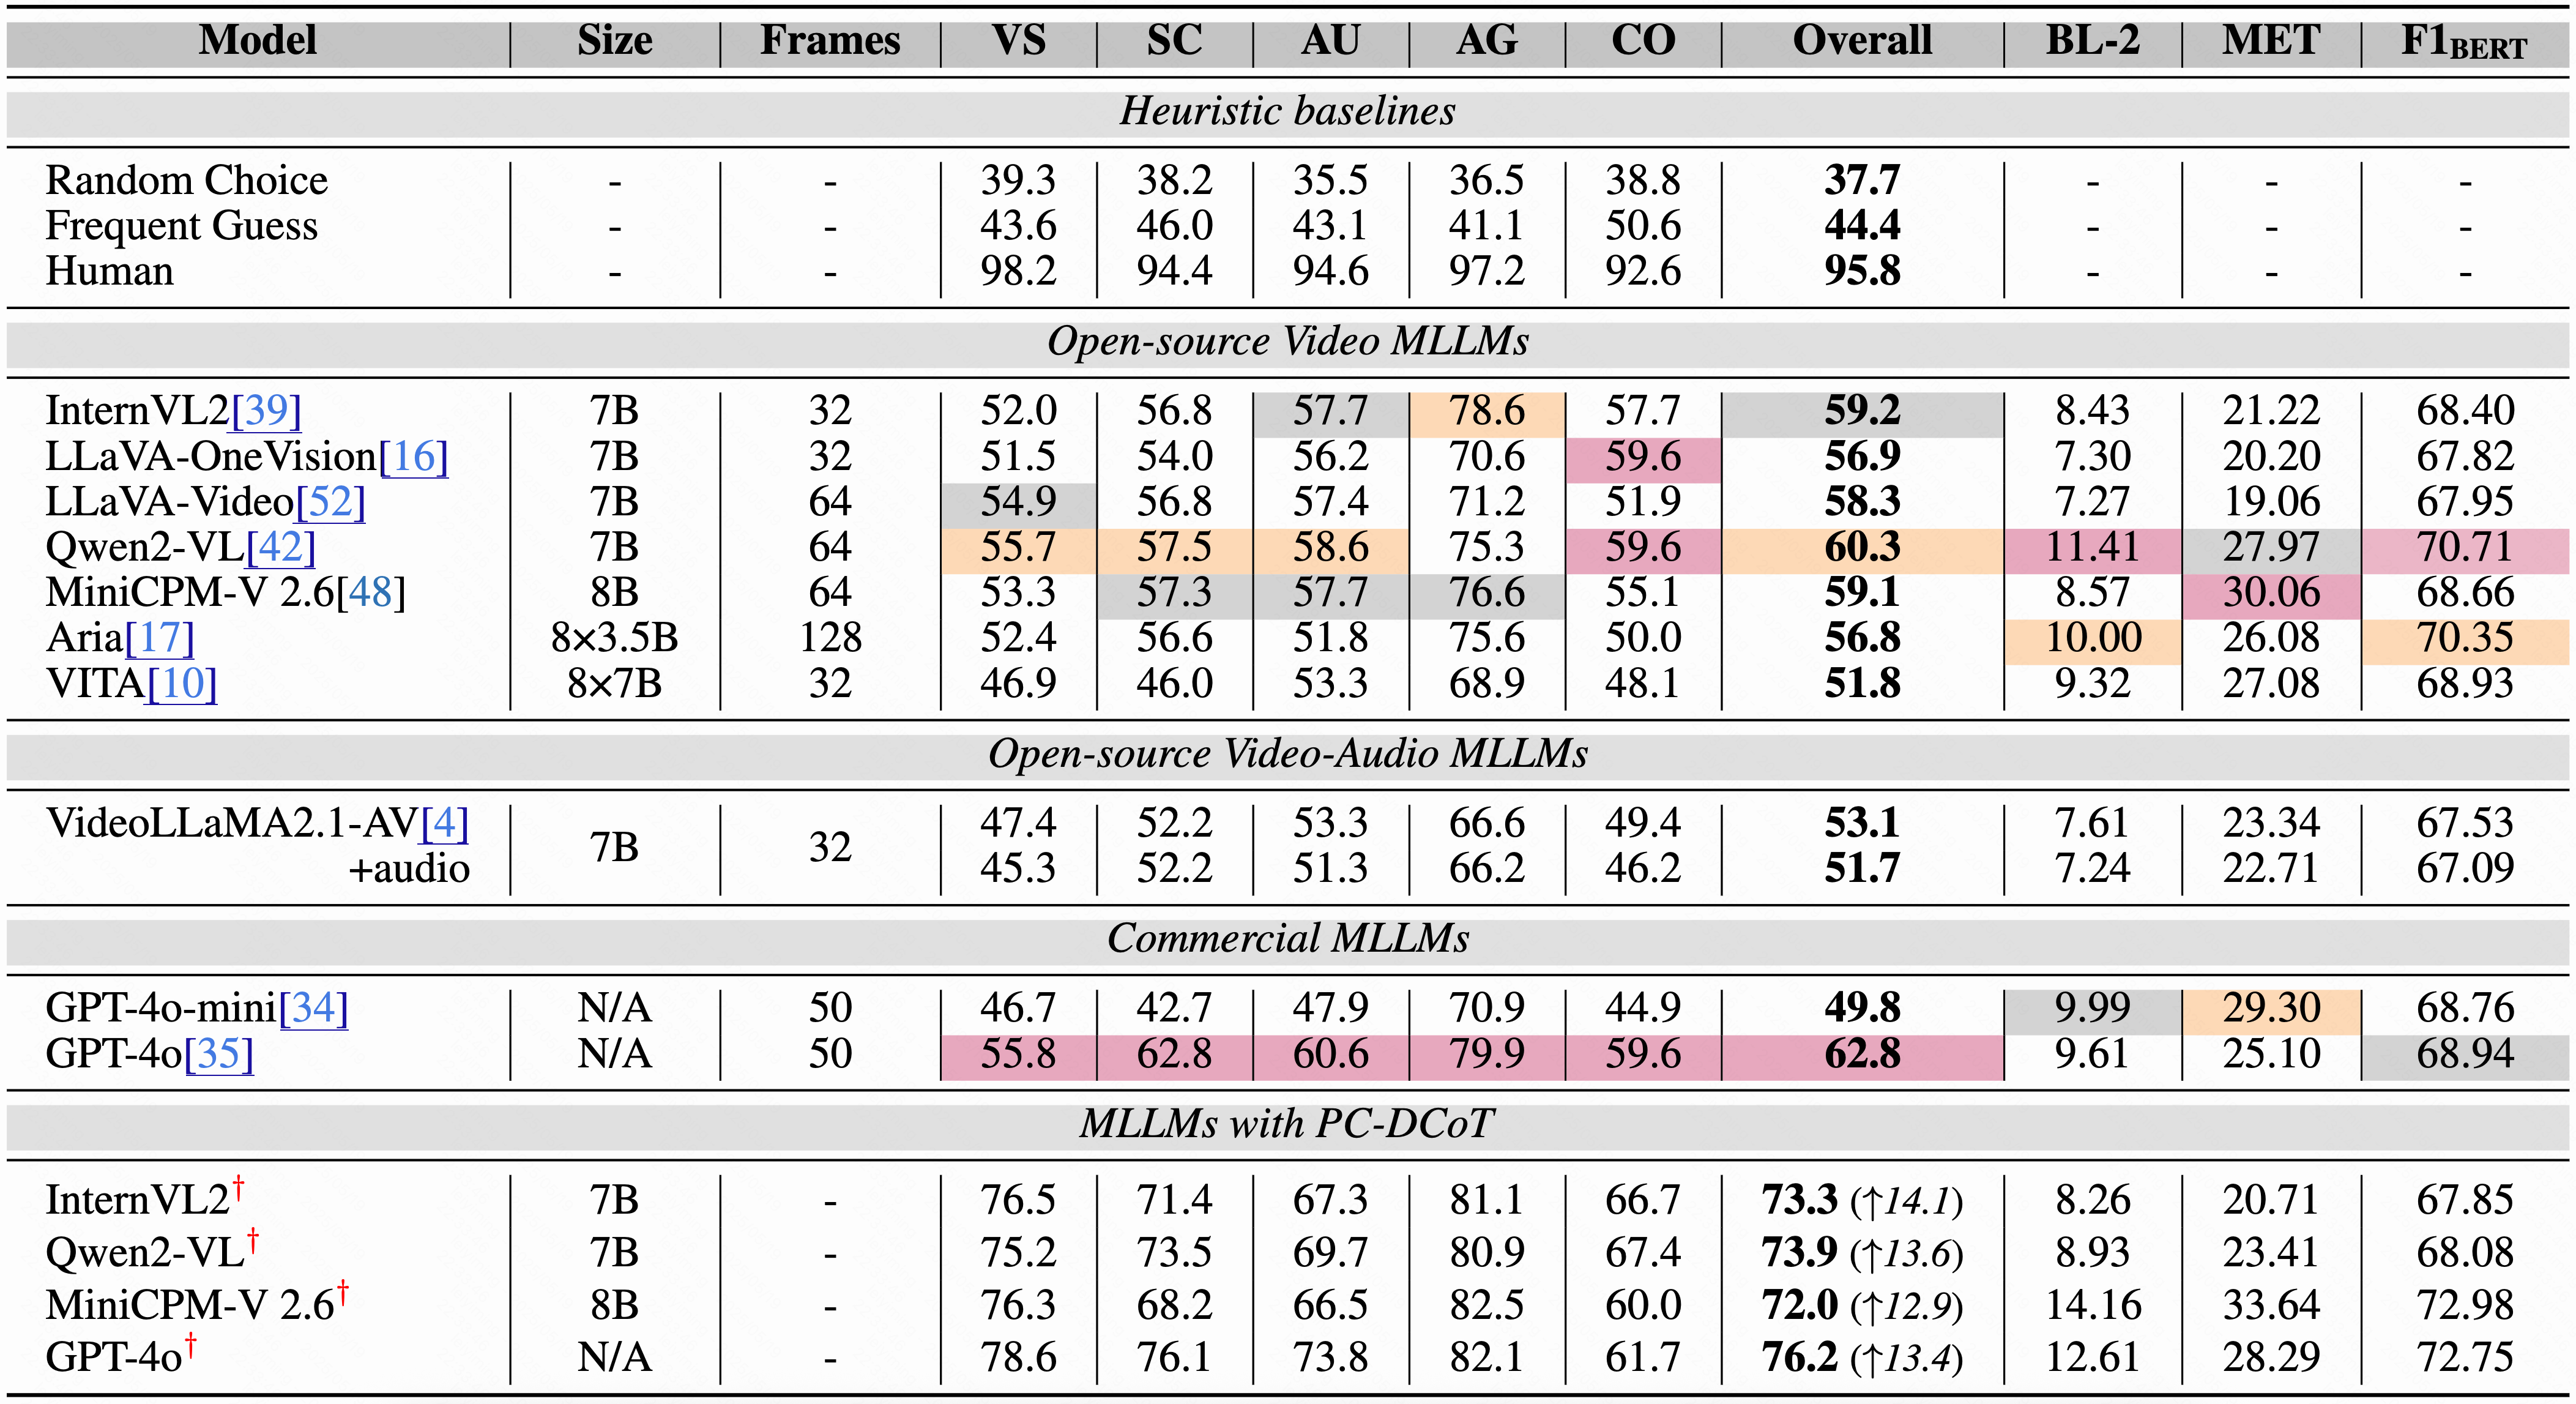 Model Size Frames VS SC AU AG CO Overall BL-2 MET F1BERT
Heuristic baselines
Random Choice - - 39.3 38.2 35.5 36.5 38.8 37.7 - - -
Frequent Guess - - 43.6 46.0 43.1 41.1 50.6 44.4 - - -
Human - - 98.2 94.4 94.6 97.2 92.6 95.8 - - -
Open-source Video MLLMs
InternVL2[39] 7B 32 52.0 56.8 57.7 78.6 57.7 59.2 8.43 21.22 68.40
LLaVA-OneVision[16] 7B 32 51.5 54.0 56.2 70.6 59.6 56.9 7.30 20.20 67.82
LLaVA-Video[52] 7B 64 54.9 56.8 57.4 71.2 51.9 58.3 7.27 19.06 67.95
Qwen2-VL[42] 7B 64 55.7 57.5 58.6 75.3 59.6 60.3 11.41 27.97 70.71
MiniCPM-V 2.6[48] 8B 64 53.3 57.3 57.7 76.6 55.1 59.1 8.57 30.06 68.66
Aria[17] 8×3.5B 128 52.4 56.6 51.8 75.6 50.0 56.8 10.00 26.08 70.35
VITA[10] 8×7B 32 46.9 46.0 53.3 68.9 48.1 51.8 9.32 27.08 68.93
Open-source Video-Audio MLLMs
VideoLLaMA2.1-AV[4] 7B 32 47.4 52.2 53.3 66.6 49.4 53.1 7.61 23.34 67.53
+audio 45.3 52.2 51.3 66.2 46.2 51.7 7.24 22.71 67.09
Commercial MLLMs
GPT-4o-mini[34] N/A 50 46.7 42.7 47.9 70.9 44.9 49.8 9.99 29.30 68.76
GPT-4o[35] N/A 50 55.8 62.8 60.6 79.9 59.6 62.8 9.61 25.10 68.94
MLLMs with PC-DCoT
InternVL2† 7B - 76.5 71.4 67.3 81.1 66.7 73.3 (↑14.1) 8.26 20.71 67.85
Qwen2-VL† 7B - 75.2 73.5 69.7 80.9 67.4 73.9 (↑13.6) 8.93 23.41 68.08
MiniCPM-V 2.6† 8B - 76.3 68.2 66.5 82.5 60.0 72.0 (↑12.9) 14.16 33.64 72.98
GPT-4o† N/A - 78.6 76.1 73.8 82.1 61.7 76.2 (↑13.4) 12.61 28.29 72.75